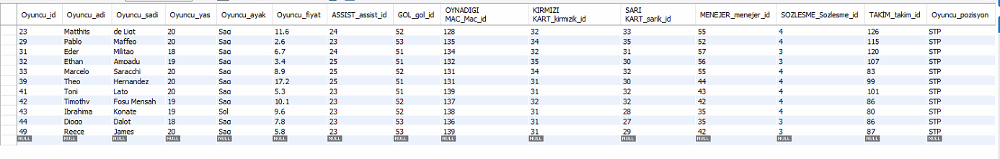 Oyuncu_id Oyuncu_adi Oyuncu_sadi Oyuncu_yas Oyuncu_ayak Oyuncu_fiyat ASSIST_assist_id GOL_gol_id OYNADIGI MAC_Mac_id KIRMIZI KART_kirmızik_id SARI KART_sarik_id MENEJER_menejer_id SOZLESME_Sozlesme_id TAKİM_takim_id Oyuncu_pozisyon
23 Matthijs de Ligt 20 Sag 11.6 24 52 128 32 33 55 4 126 STP
29 Pablo Maffeo 20 Sag 2.6 23 53 135 34 35 52 4 115 STP
31 Eder Militao 18 Sag 6.7 24 51 134 32 31 57 3 120 STP
32 Ethan Ampadu 19 Sag 3.4 25 51 132 35 30 56 3 107 STP
33 Marcelo Saracchi 20 Sag 8.9 25 52 131 34 32 55 4 83 STP
39 Theo Hernandez 20 Sag 17.2 25 51 131 31 30 44 4 99 STP
41 Toni Lato 20 Sag 5.3 23 51 139 31 32 43 4 101 STP
42 Timothy Fosu Mensah 19 Sag 10.1 23 52 137 32 32 42 4 86 STP
43 Ibrahima Konate 19 Sol 9.6 23 52 138 31 28 35 4 80 STP
44 Diogo Dalot 18 Sag 7.8 23 53 136 31 27 35 3 86 STP
49 Reece James 20 Sag 5.8 23 53 139 31 29 42 3 87 STP
NULL NULL NULL NULL NULL NULL NULL NULL NULL NULL NULL NULL NULL NULL NULL